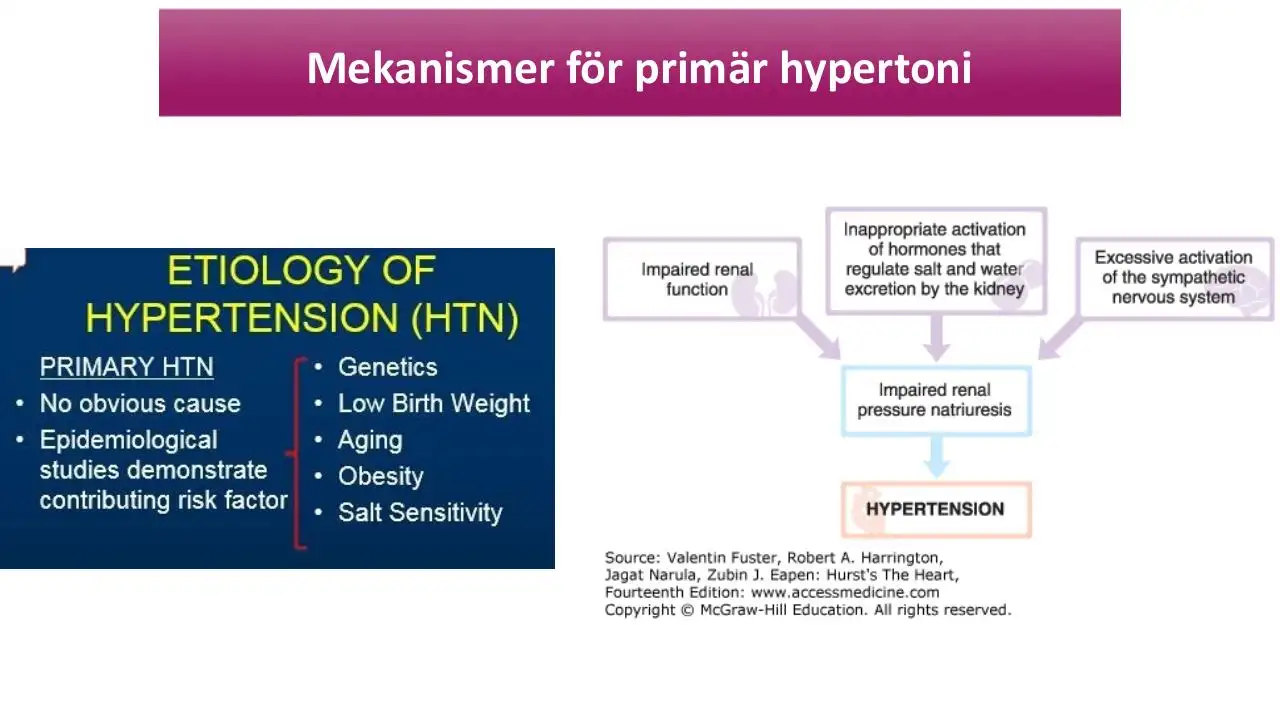 Mekanismer för primär hypertoni
ETIOLOGY OF
HYPERTENSION (HTN)
PRIMARY HTN
• No obvious cause
• Epidemiological
studies demonstrate
contributing risk factor
• Genetics
• Low Birth Weight
• Aging
• Obesity
• Salt Sensitivity
Impaired renal
function
Inappropriate activation
of hormones that
regulate salt and water
excretion by the kidney
Excessive activation
of the sympathetic
nervous system
Impaired renal
pressure natriuresis
HYPERTENSION
Source: Valentin Fuster, Robert A. Harrington,
Jagat Narula, Zubin J. Eapen: Hurst's The Heart,
Fourteenth Edition: www.accessmedicine.com
Copyright © McGraw-Hill Education. All rights reserved.